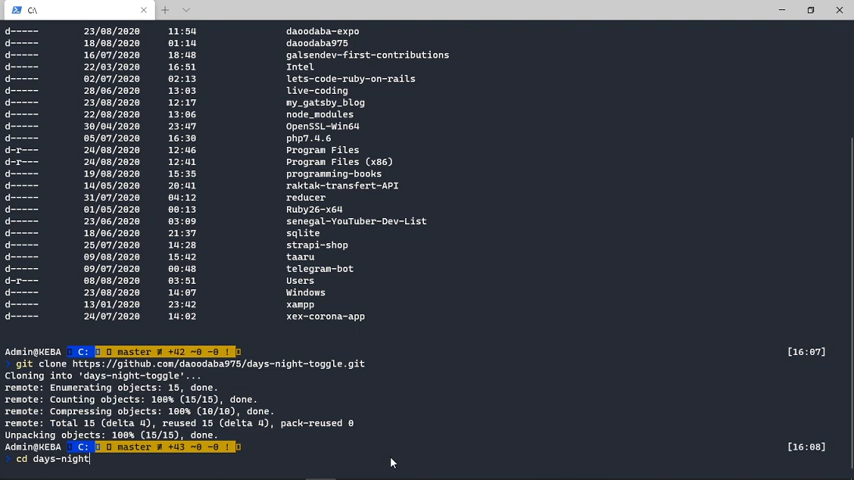 C:\
d----- 23/08/2020 11:54 daoodaba-expo
d----- 18/08/2020 01:14 daoodaba975
d----- 16/07/2020 18:48 galsendev-first-contributions
d----- 22/03/2020 16:51 Intel
d----- 02/07/2020 02:13 lets-code-ruby-on-rails
d----- 28/06/2020 13:03 live-coding
d----- 23/08/2020 12:17 my_gatsby_blog
d----- 22/08/2020 13:06 node_modules
d----- 30/04/2020 23:47 OpenSSL-Win64
d----- 05/07/2020 16:30 php7.4.6
d-r--- 24/08/2020 12:46 Program Files
d-r--- 24/08/2020 12:41 Program Files (x86)
d----- 19/08/2020 15:35 programming-books
d----- 14/05/2020 20:41 raktak-transfert-API
d----- 31/07/2020 04:12 reducer
d----- 01/05/2020 00:13 Ruby26-x64
d----- 23/06/2020 03:09 senegal-YouTuber-Dev-List
d----- 18/06/2020 21:37 sqlite
d----- 25/07/2020 14:28 strapi-shop
d----- 09/08/2020 15:42 taaru
d----- 09/07/2020 00:48 telegram-bot
d-r--- 08/08/2020 03:51 Users
d----- 23/08/2020 14:07 Windows
d----- 13/01/2020 23:42 xampp
d----- 24/07/2020 14:02 xex-corona-app
Admin@KEBA C: master ≢ +42 ~0 -0 ! [16:07]
> git clone https://github.com/daoodaba975/days-night-toggle.git
Cloning into 'days-night-toggle'...
remote: Enumerating objects: 15, done.
remote: Counting objects: 100% (15/15), done.
remote: Compressing objects: 100% (10/10), done.
remote: Total 15 (delta 4), reused 15 (delta 4), pack-reused 0
Unpacking objects: 100% (15/15), done.
Admin@KEBA C: master ≢ +43 ~0 -0 ! [16:08]
> cd days-night